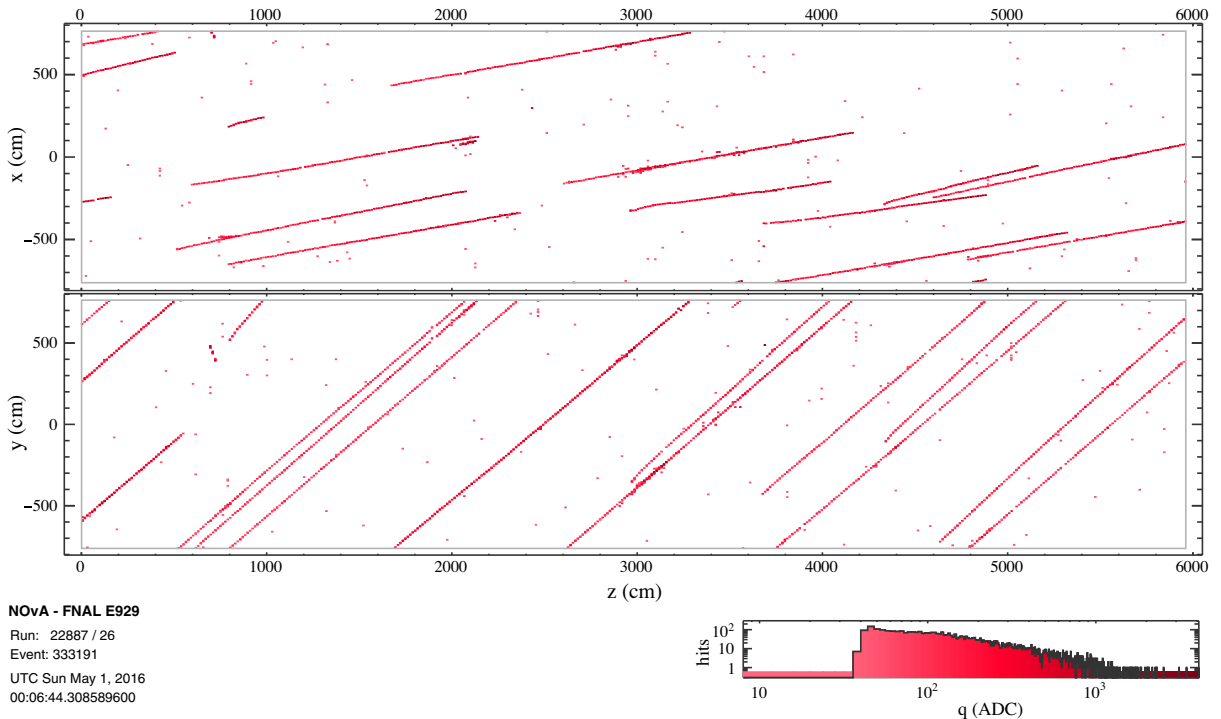 0 1000 2000 3000 4000 5000 6000
500
0
−500
x (cm)
500
0
−500
y (cm)
0 1000 2000 3000 4000 5000 6000
z (cm)
NOvA - FNAL E929
Run: 22887 / 26
Event: 333191
UTC Sun May 1, 2016
00:06:44.308589600
hits
10²
10
1
10 10² 10³
q (ADC)